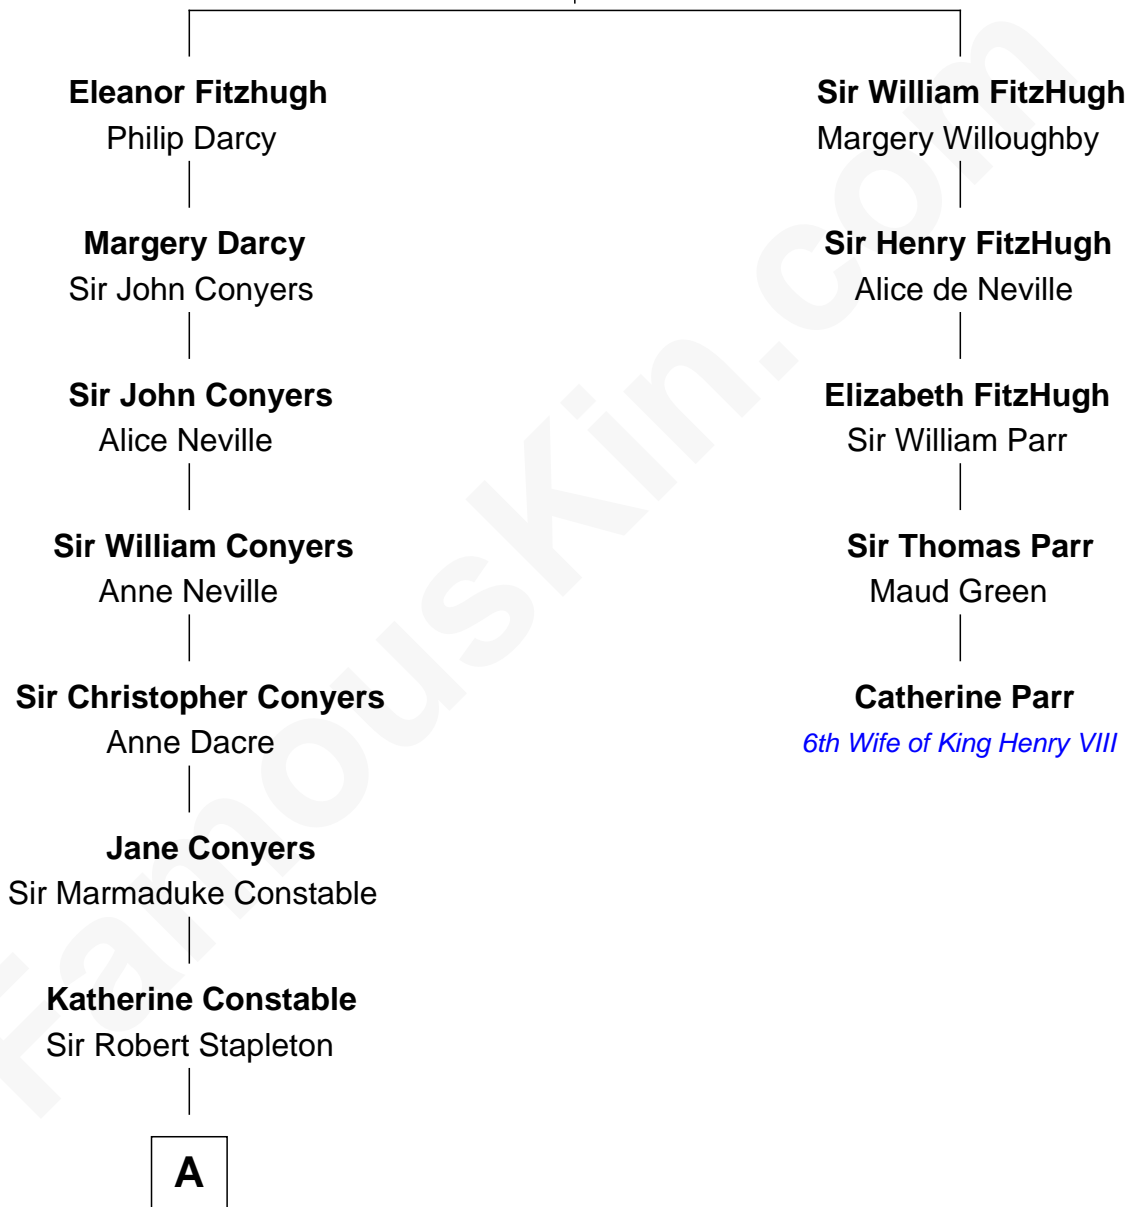 Eleanor Fitzhugh
Philip Darcy
Margery Darcy
Sir John Conyers
Sir John Conyers
Alice Neville
Sir William Conyers
Anne Neville
Sir Christopher Conyers
Anne Dacre
Jane Conyers
Sir Marmaduke Constable
Katherine Constable
Sir Robert Stapleton
A
Sir William FitzHugh
Margery Willoughby
Sir Henry FitzHugh
Alice de Neville
Elizabeth FitzHugh
Sir William Parr
Sir Thomas Parr
Maud Green
Catherine Parr
6th Wife of King Henry VIII
FamousKin.com